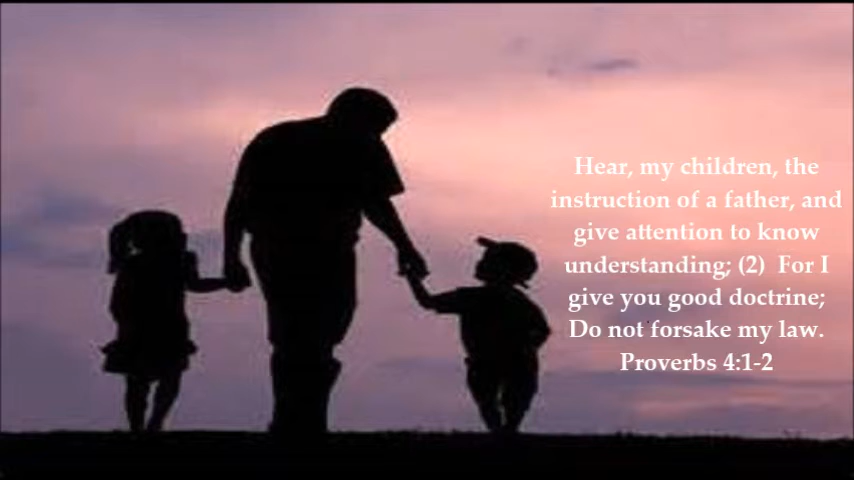 Hear, my children, the
instruction of a father, and
give attention to know
understanding; (2)  For I
give you good doctrine;
Do not forsake my law.
Proverbs 4:1-2